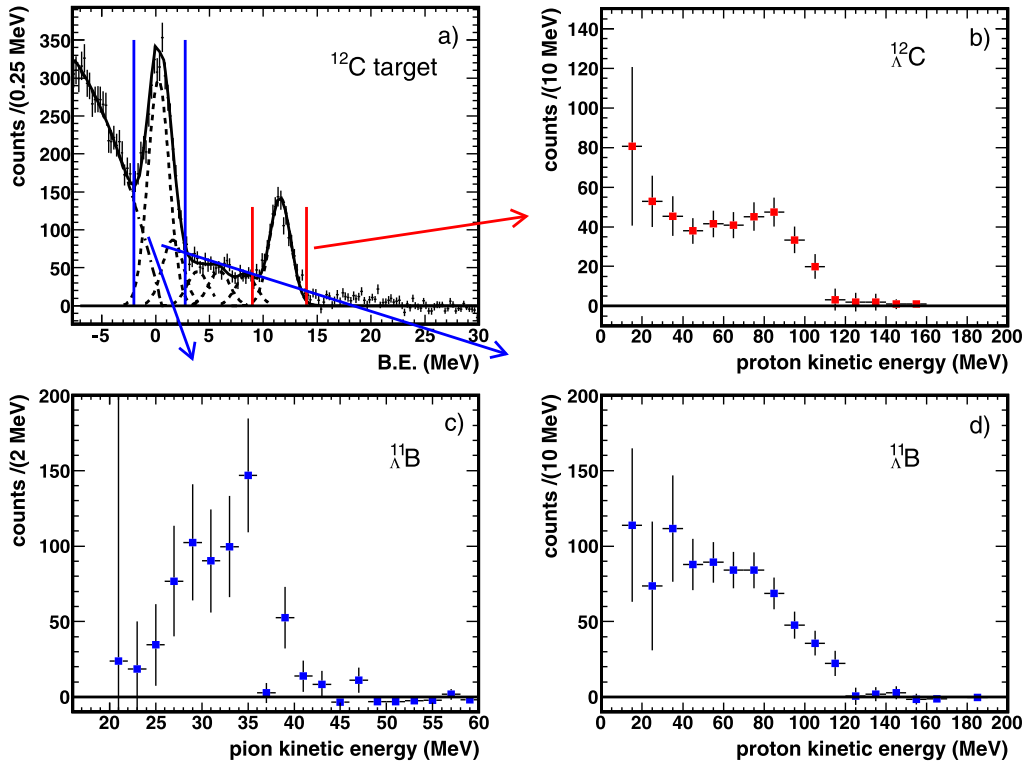 a)
¹²C target
counts /(0.25 MeV)
350
300
250
200
150
100
50
0
-5 0 5 10 15 20 25 30
B.E. (MeV)
b)
¹²ΛC
counts /(10 MeV)
140
120
100
80
60
40
20
0
0 20 40 60 80 100 120 140 160 180 200
proton kinetic energy (MeV)
c)
¹¹ΛB
counts /(2 MeV)
200
150
100
50
0
20 25 30 35 40 45 50 55 60
pion kinetic energy (MeV)
d)
¹¹ΛB
counts /(10 MeV)
200
150
100
50
0
0 20 40 60 80 100 120 140 160 180 200
proton kinetic energy (MeV)